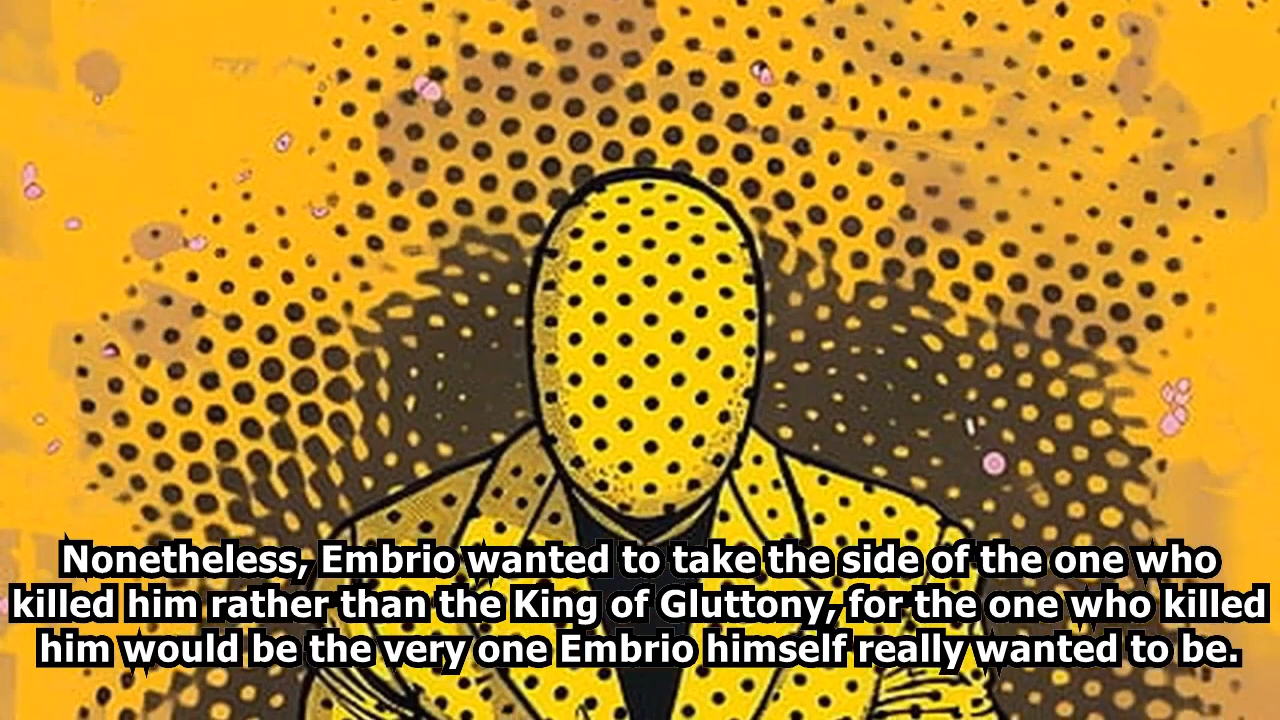 Nonetheless, Embrio wanted to take the side of the one who
killed him rather than the King of Gluttony, for the one who killed
him would be the very one Embrio himself really wanted to be.